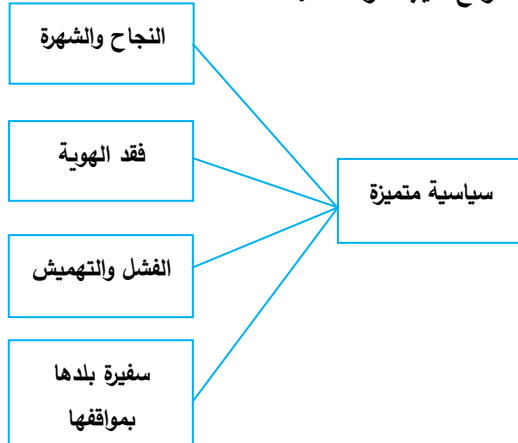 النجاح والشهرة
فقد الهوية
سياسية متميزة
الفشل والتهميش
سفيرة بلدها
بمواقفها